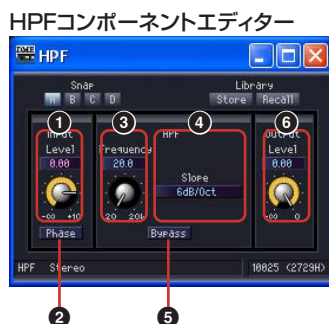 HPFコンポーネントエディター
DME HPF
Snap Library
A B C D Store Recall
1 3 4 6
Input HPF Output
Level Frequency Level
0.00 20.0 0.00
Slope
6dB/Oct
-∞ +10 20 20k -∞ 0
Phase Bypass
HPF Stereo 10025 (2729H)
2 5